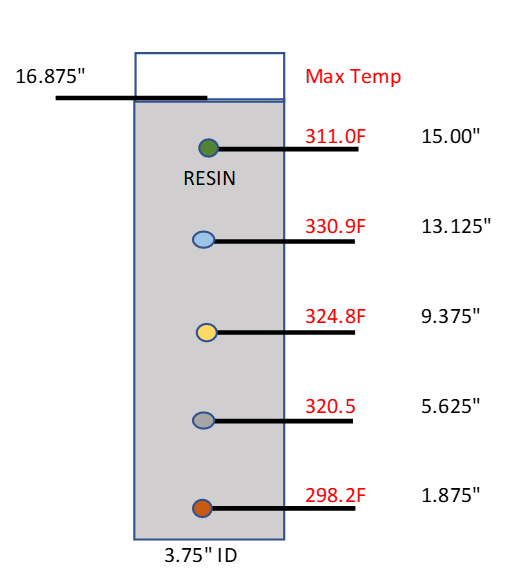 16.875"
Max Temp
311.0F 15.00"
RESIN
330.9F 13.125"
324.8F 9.375"
320.5 5.625"
298.2F 1.875"
3.75" ID